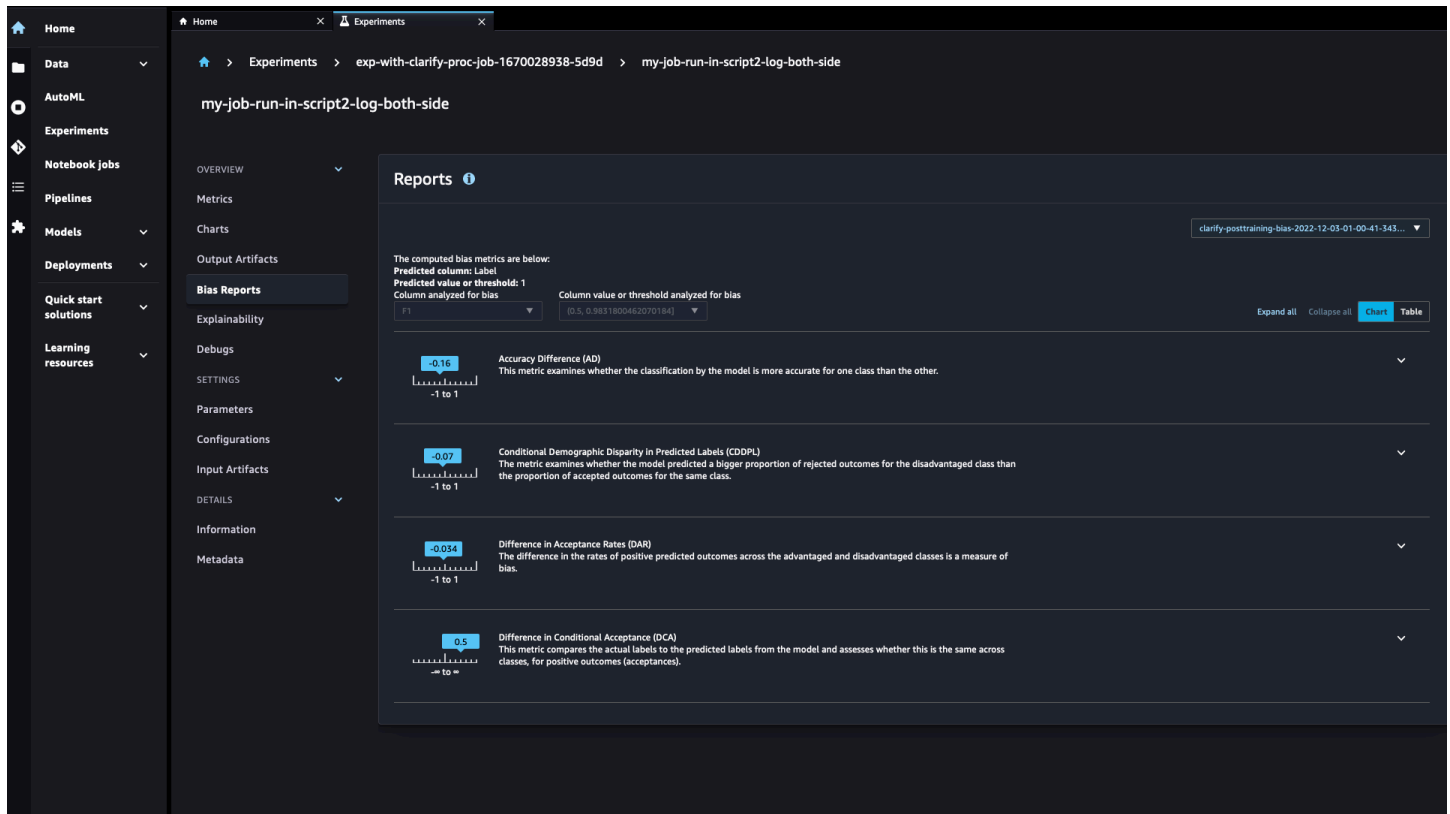 Home
Experiments
Home
Data
AutoML
Experiments
Notebook jobs
Pipelines
Models
Deployments
Quick start
solutions
Learning
resources
Experiments > exp-with-clarify-proc-job-1670028938-5d9d > my-job-run-in-script2-log-both-side
my-job-run-in-script2-log-both-side
OVERVIEW
Metrics
Charts
Output Artifacts
Bias Reports
Explainability
Debugs
SETTINGS
Parameters
Configurations
Input Artifacts
DETAILS
Information
Metadata
Reports
clarify-posttraining-bias-2022-12-03-01-00-41-343...
The computed bias metrics are below:
Predicted column: Label
Predicted value or threshold: 1
Column analyzed for bias
Column value or threshold analyzed for bias
F1
(0.5, 0.9831800462070184]
Expand all
Collapse all
Chart
Table
-0.16
-1 to 1
Accuracy Difference (AD)
This metric examines whether the classification by the model is more accurate for one class than the other.
-0.07
-1 to 1
Conditional Demographic Disparity in Predicted Labels (CDDPL)
The metric examines whether the model predicted a bigger proportion of rejected outcomes for the disadvantaged class than
the proportion of accepted outcomes for the same class.
-0.034
-1 to 1
Difference in Acceptance Rates (DAR)
The difference in the rates of positive predicted outcomes across the advantaged and disadvantaged classes is a measure of
bias.
0.5
-∞ to ∞
Difference in Conditional Acceptance (DCA)
This metric compares the actual labels to the predicted labels from the model and assesses whether this is the same across
classes, for positive outcomes (acceptances).